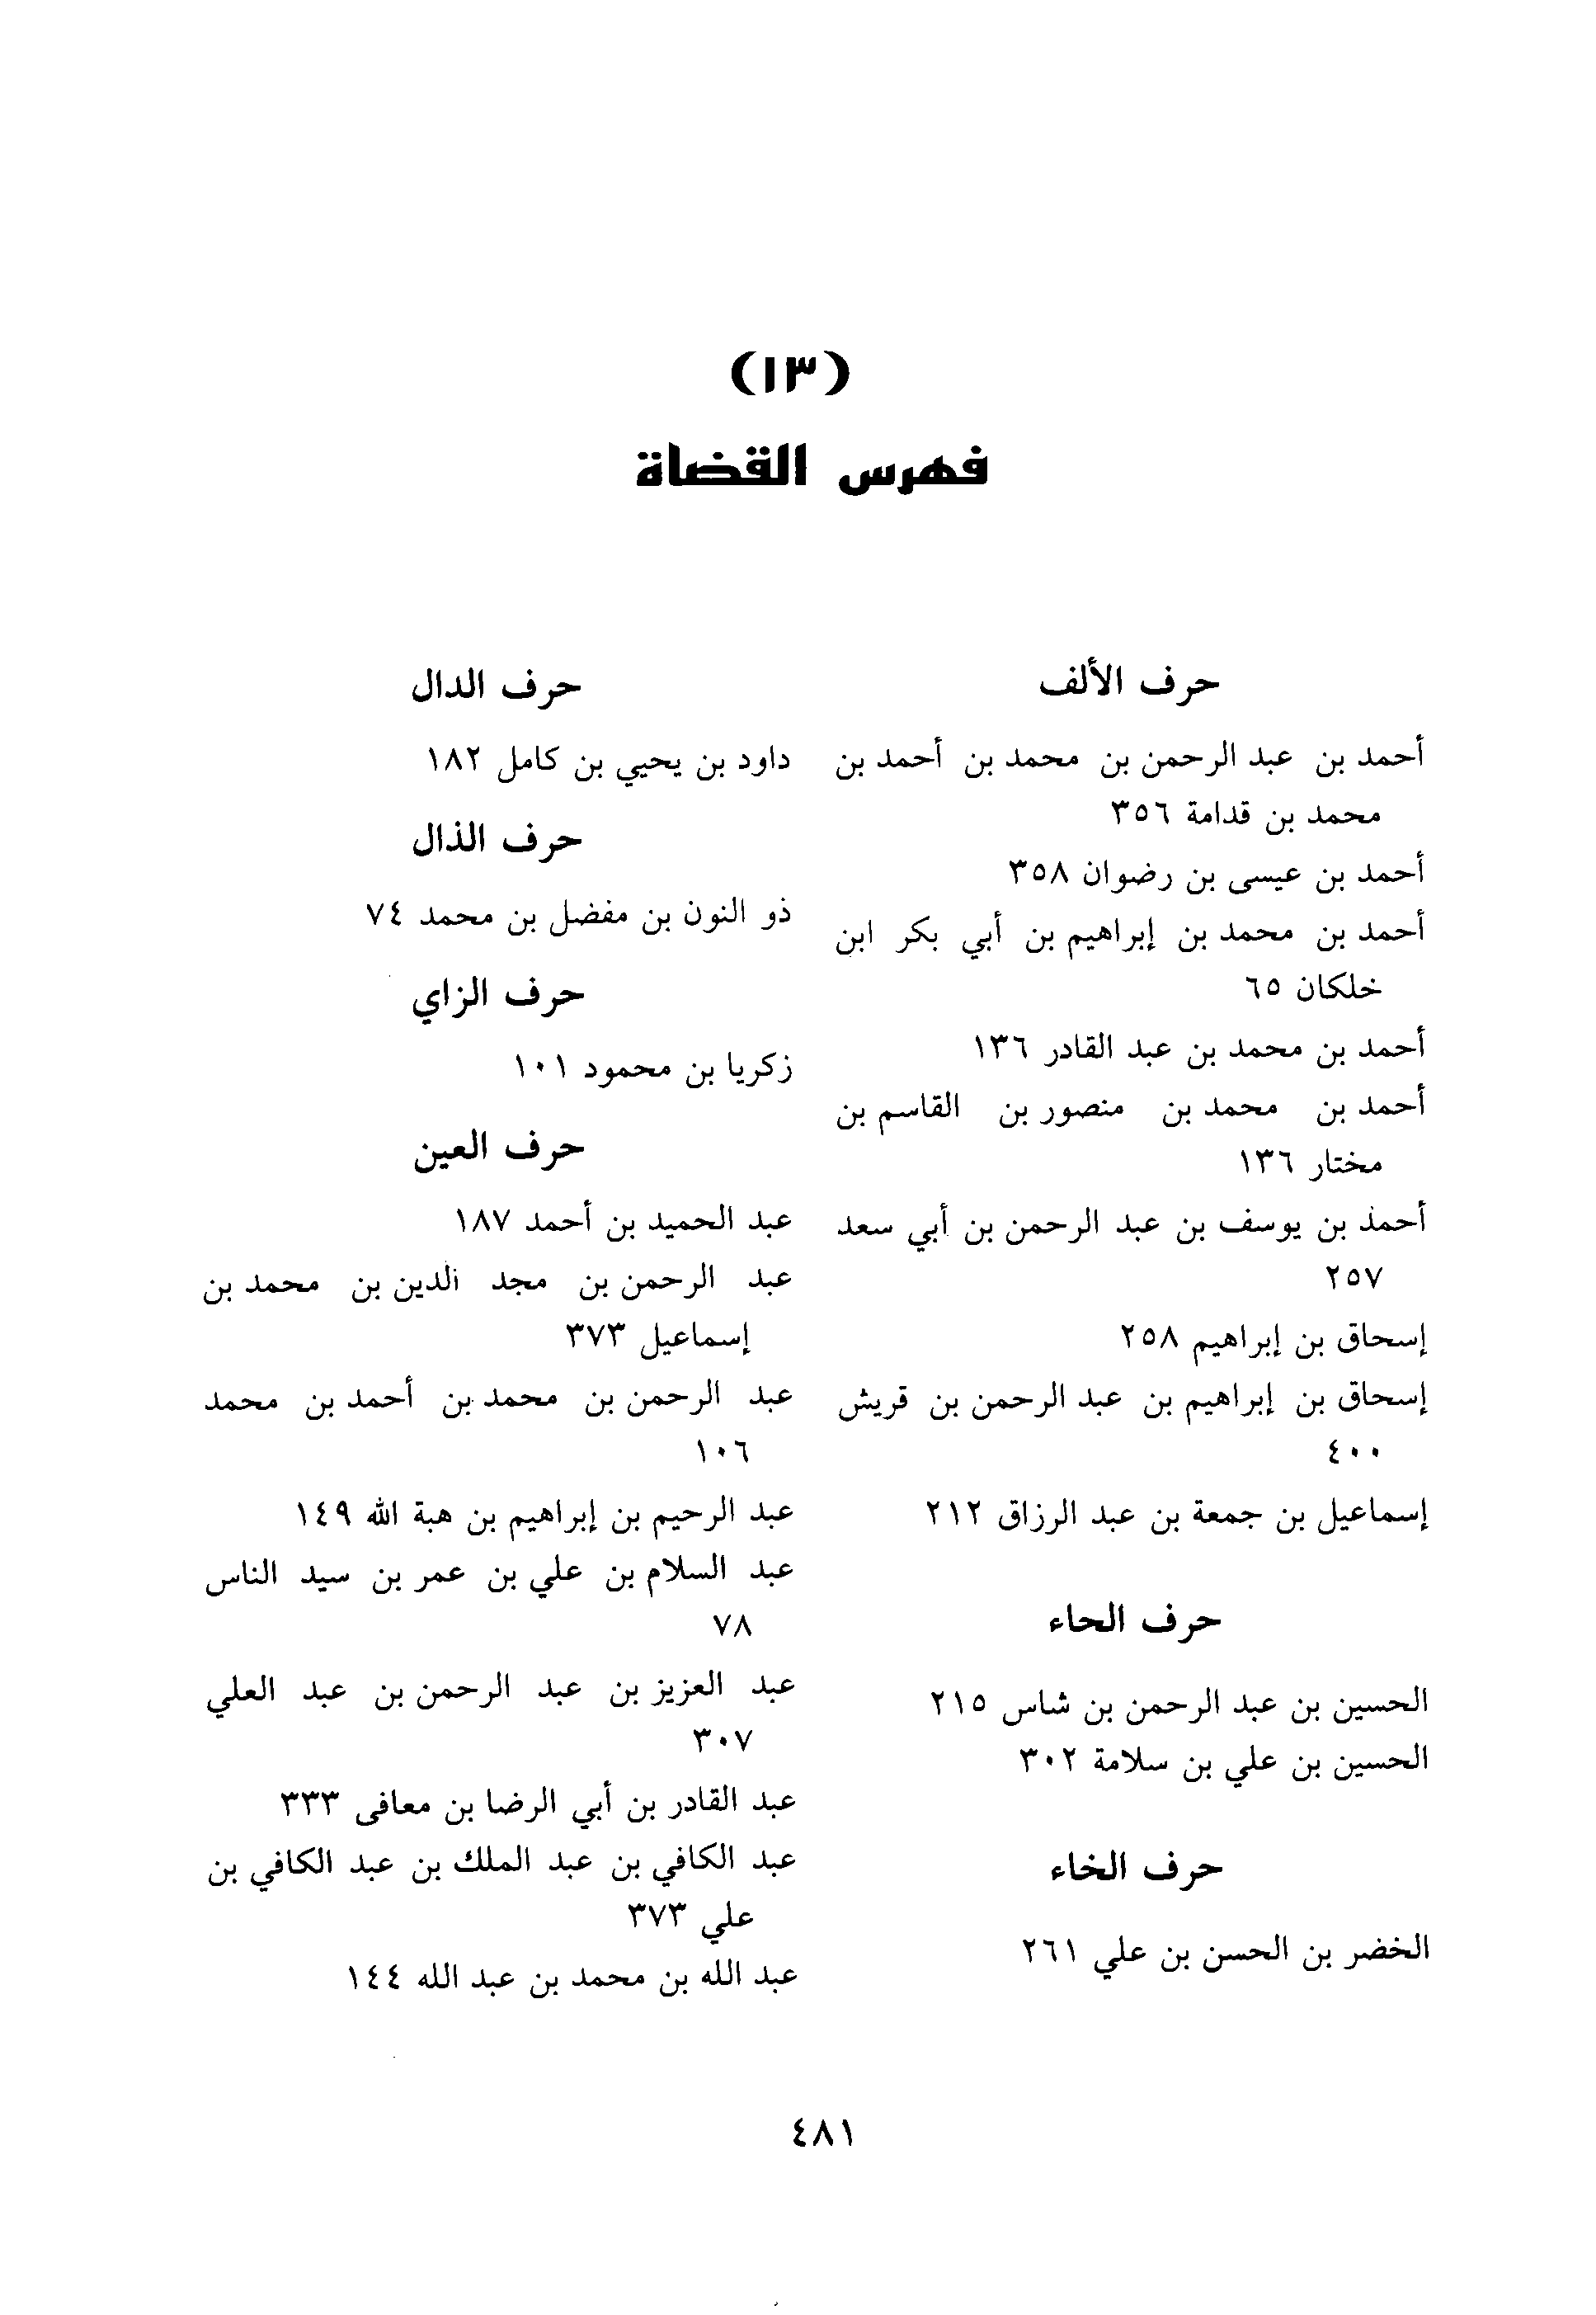 (١٣)
فهرس القضاة
حرف الألف
أحمد بن عبد الرحمن بن محمد بن أحمد بن
محمد بن قدامة ٣٥٦
أحمد بن عيسى بن رضوان ٣٥٨
أحمد بن محمد بن إبراهيم بن أبي بكر ابن
خلكان ٦٥
أحمد بن محمد بن عبد القادر ١٣٦
أحمد بن محمد بن منصور بن القاسم بن
مختار ١٣٦
أحمد بن يوسف بن عبد الرحمن بن أبي سعد
٢٥٧
إسحاق بن إبراهيم ٢٥٨
إسحاق بن إبراهيم بن عبد الرحمن بن قريش
٤٠٠
إسماعيل بن جمعة بن عبد الرزاق ٢١٢
حرف الحاء
الحسين بن عبد الرحمن بن شاس ٢١٥
الحسين بن علي بن سلامة ٣٠٢
حرف الخاء
الخضر بن الحسن بن علي ٢٦١
حرف الدال
داود بن يحيي بن كامل ١٨٢
حرف الذال
ذو النون بن مفضل بن محمد ٧٤
حرف الزاي
زكريا بن محمود ١٠١
حرف العين
عبد الحميد بن أحمد ١٨٧
عبد الرحمن بن مجد الدين بن محمد بن
إسماعيل ٣٧٣
عبد الرحمن بن محمد بن أحمد بن محمد
١٠٦
عبد الرحيم بن إبراهيم بن هبة الله ١٤٩
عبد السلام بن علي بن عمر بن سيد الناس
٧٨
عبد العزيز بن عبد الرحمن بن عبد العلي
٣٠٧
عبد القادر بن أبي الرضا بن معافى ٣٣٣
عبد الكافي بن عبد الملك بن عبد الكافي بن
علي ٣٧٣
عبد الله بن محمد بن عبد الله ١٤٤
٤٨١